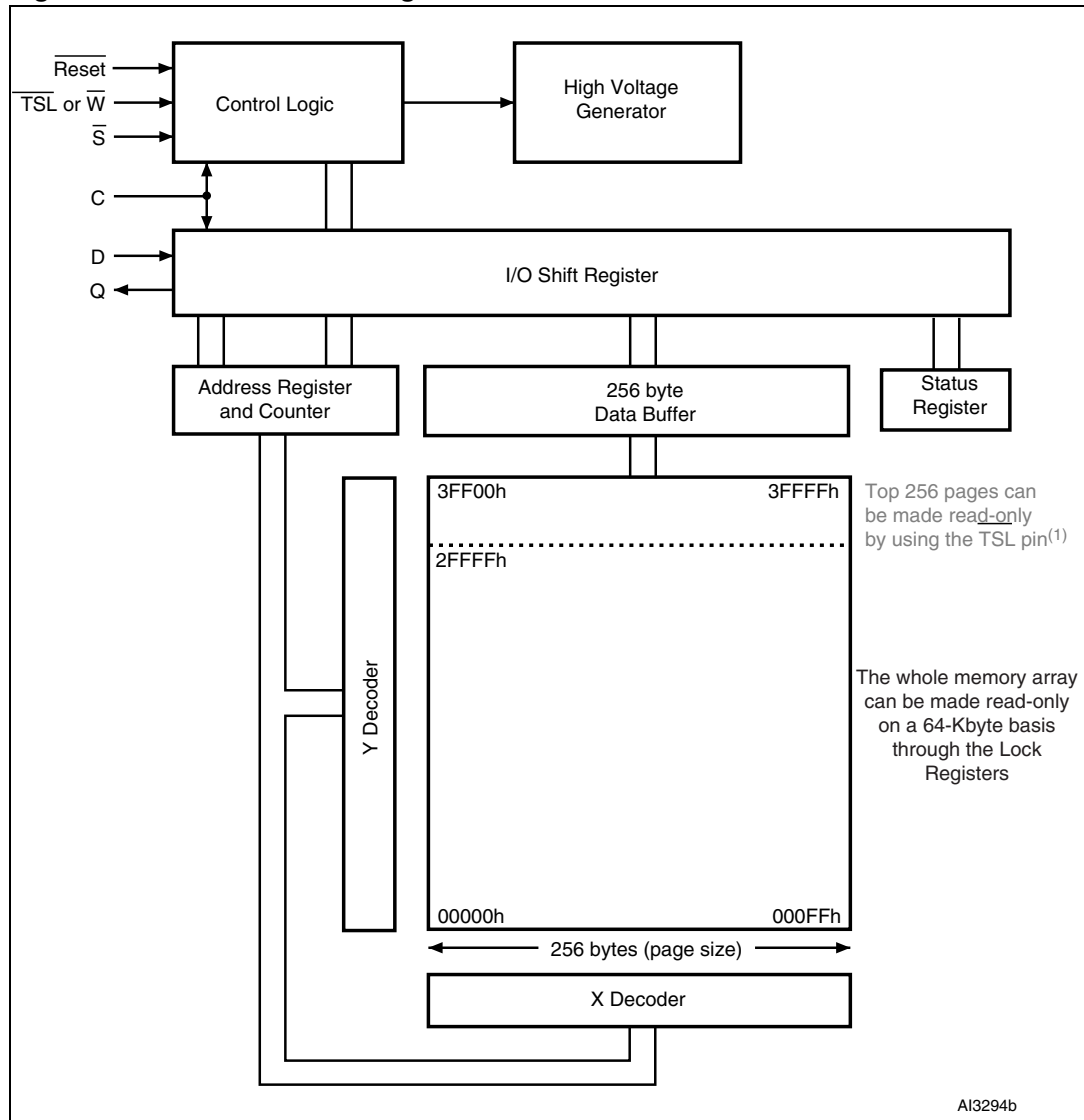 Reset
TSL or W
S
C
D
Q
Control Logic
High Voltage
Generator
I/O Shift Register
Address Register
and Counter
256 byte
Data Buffer
Status
Register
3FF00h
3FFFFh
2FFFFh
Top 256 pages can
be made read-only
by using the TSL pin(1)
Y Decoder
The whole memory array
can be made read-only
on a 64-Kbyte basis
through the Lock
Registers
00000h
000FFh
256 bytes (page size)
X Decoder
AI3294b